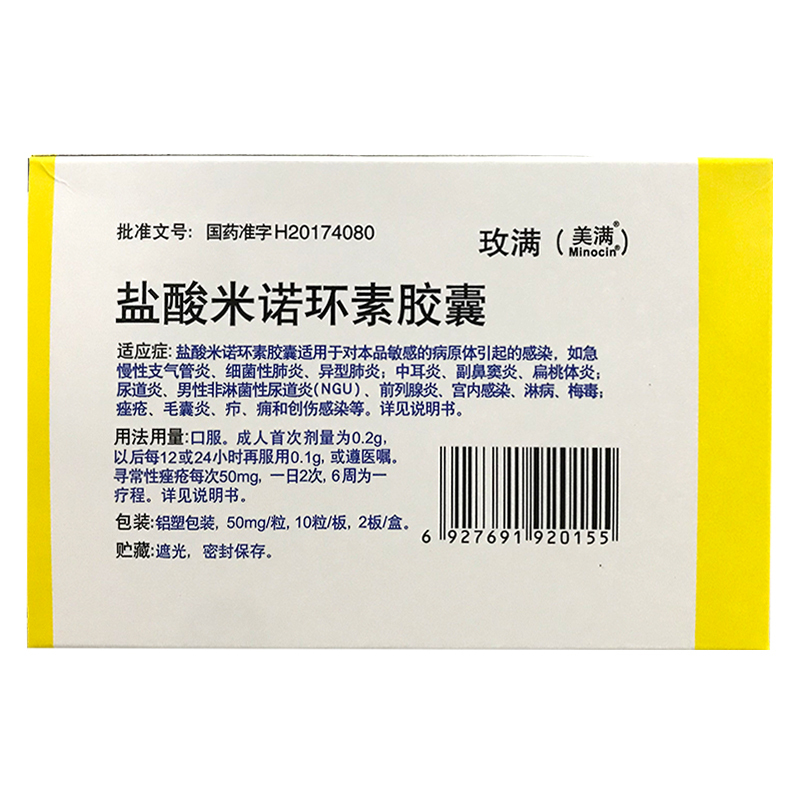 批准文号：国药准字H20174080
玫满（美满®
Minocin®）
盐酸米诺环素胶囊
适应症：盐酸米诺环素胶囊适用于对本品敏感的病原体引起的感染，如急
慢性支气管炎、细菌性肺炎、异型肺炎；中耳炎、副鼻窦炎、扁桃体炎；
尿道炎、男性非淋菌性尿道炎(NGU)、前列腺炎、宫内感染、淋病、梅毒；
痤疮、毛囊炎、疖、痈和创伤感染等。详见说明书。
用法用量：口服。成人首次剂量为0.2g，
以后每12或24小时再服用0.1g，或遵医嘱。
寻常性痤疮每次50mg，一日2次，6周为一
疗程。详见说明书。
包装：铝塑包装，50mg/粒，10粒/板，2板/盒。
贮藏：遮光，密封保存。
6 927691 920155